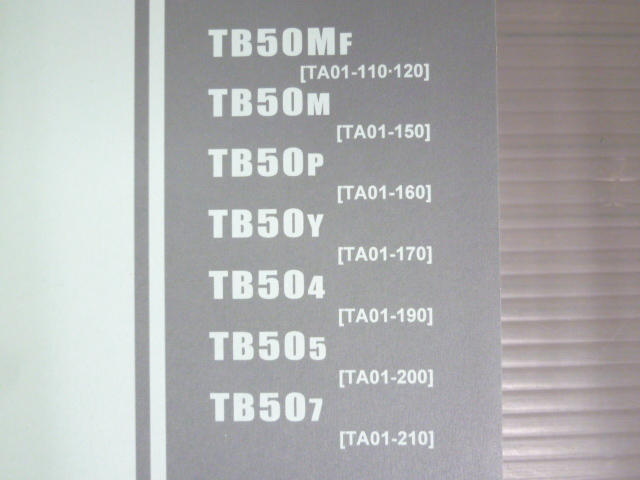 TB50MF
[TA01-110·120]
TB50M
[TA01-150]
TB50P
[TA01-160]
TB50Y
[TA01-170]
TB504
[TA01-190]
TB505
[TA01-200]
TB507
[TA01-210]